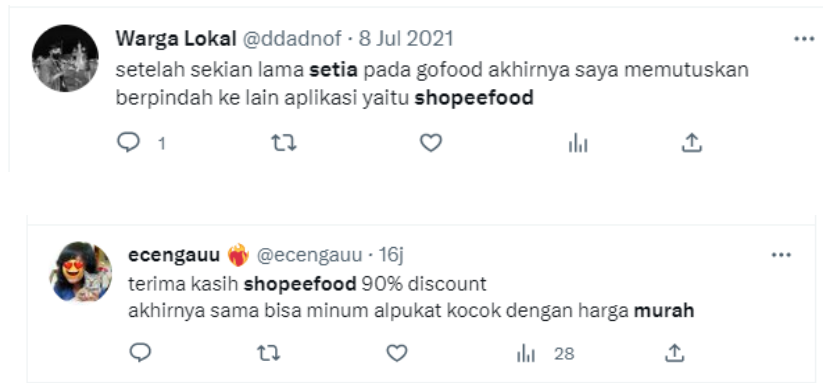 Warga Lokal @ddadnof · 8 Jul 2021
setelah sekian lama setia pada gofood akhirnya saya memutuskan
berpindah ke lain aplikasi yaitu shopeefood
1
ecengauu ❤️‍🔥 @ecengauu · 16j
terima kasih shopeefood 90% discount
akhirnya sama bisa minum alpukat kocok dengan harga murah
28